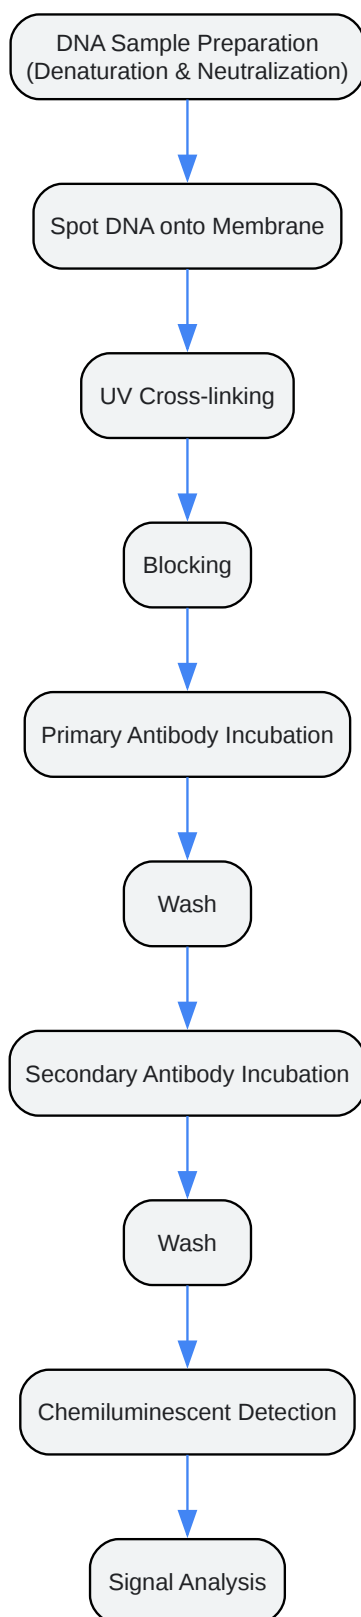 DNA Sample Preparation
(Denaturation & Neutralization)
Spot DNA onto Membrane
UV Cross-linking
Blocking
Primary Antibody Incubation
Wash
Secondary Antibody Incubation
Wash
Chemiluminescent Detection
Signal Analysis